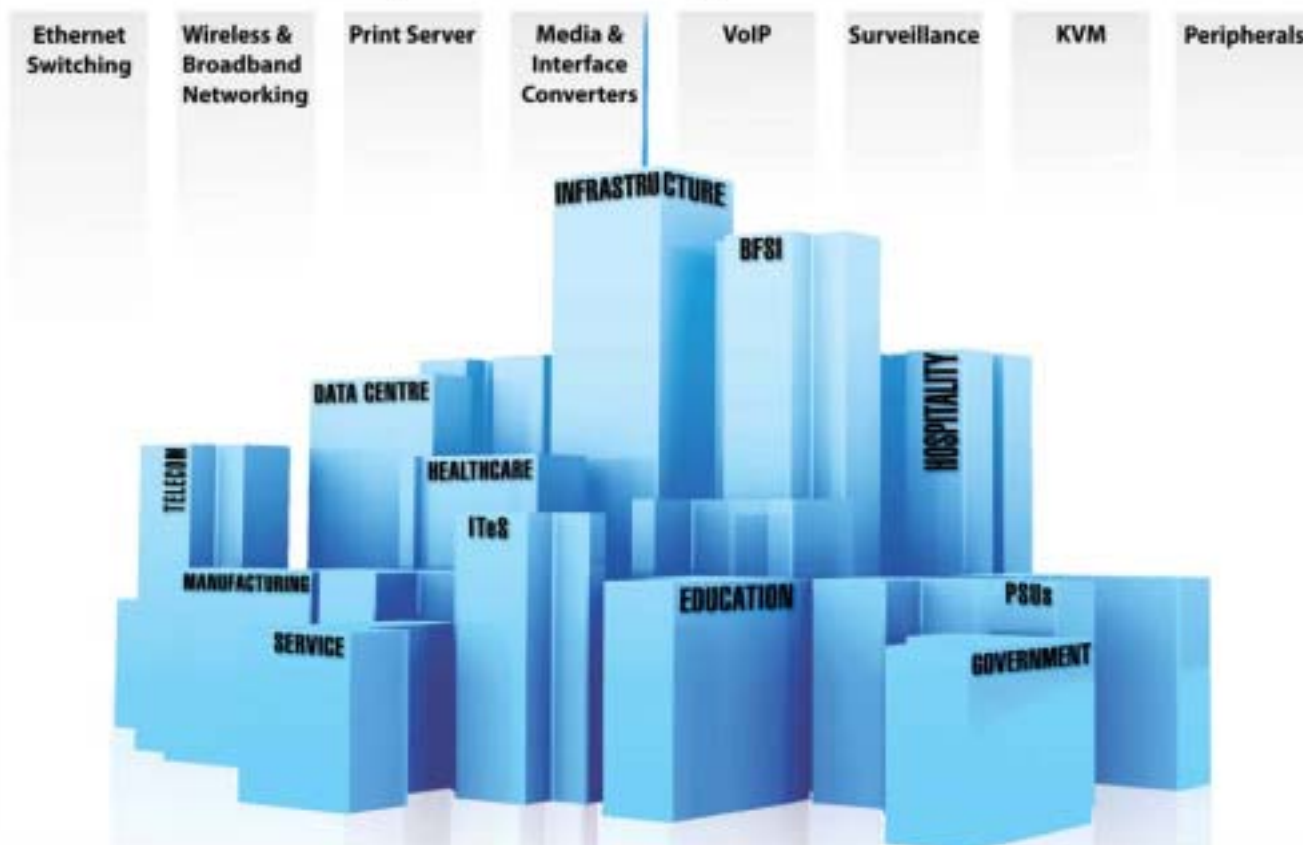 Ethernet
Switching
Wireless &
Broadband
Networking
Print Server
Media &
Interface
Converters
VoIP
Surveillance
KVM
Peripherals
INFRASTRUCTURE
BFSI
HOSPITALITY
DATA CENTRE
TELECOM
HEALTHCARE
ITeS
MANUFACTURING
EDUCATION
PSUs
SERVICE
GOVERNMENT